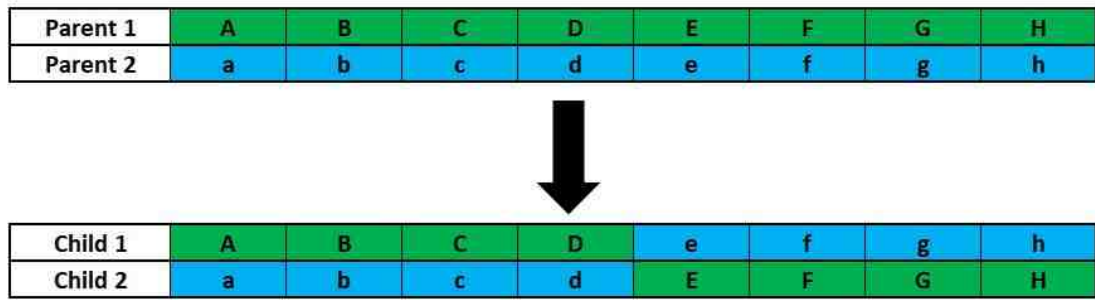 Parent 1 A B C D E F G H
Parent 2 a b c d e f g h
Child 1 A B C D e f g h
Child 2 a b c d E F G H